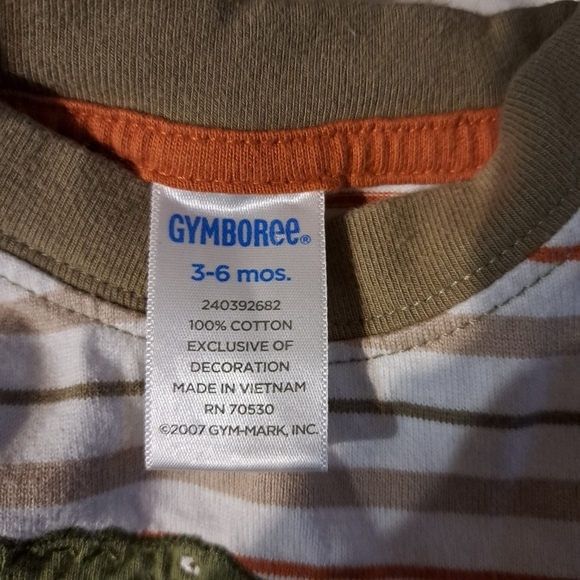 GYMBOREE®
3-6 mos.
240392682
100% COTTON
EXCLUSIVE OF
DECORATION
MADE IN VIETNAM
RN 70530
©2007 GYM-MARK, INC.